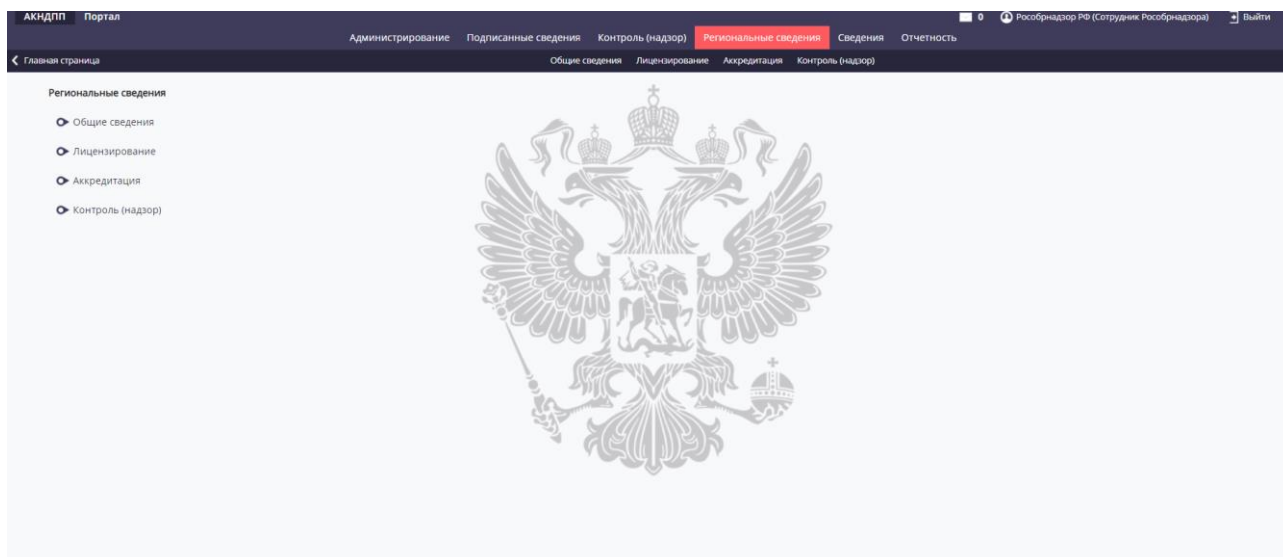 АКНДПП Портал 0 Рособрнадзор РФ (Сотрудник Рособрнадзора) Выйти
Администрирование Подписанные сведения Контроль (надзор) Региональные сведения Сведения Отчетность
Главная страница Общие сведения Лицензирование Аккредитация Контроль (надзор)
Региональные сведения
Общие сведения
Лицензирование
Аккредитация
Контроль (надзор)